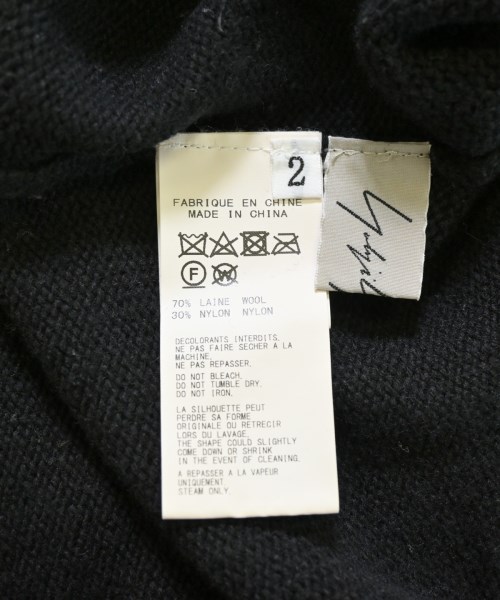 2
FABRIQUE EN CHINE
MADE IN CHINA
F W
70% LAINE WOOL
30% NYLON NYLON
DÉCOLORANTS INTERDITS.
NE PAS FAIRE SECHER A LA
MACHINE.
NE PAS REPASSER.
DO NOT BLEACH.
DO NOT TUMBLE DRY.
DO NOT IRON.
LA SILHOUETTE PEUT
PERDRE SA FORME
ORIGINALE OU RETRECIR
LORS DU LAVAGE.
THE SHAPE COULD SLIGHTLY
COME DOWN OR SHRINK
IN THE EVENT OF CLEANING.
A REPASSER A LA VAPEUR
UNIQUEMENT.
STEAM ONLY.